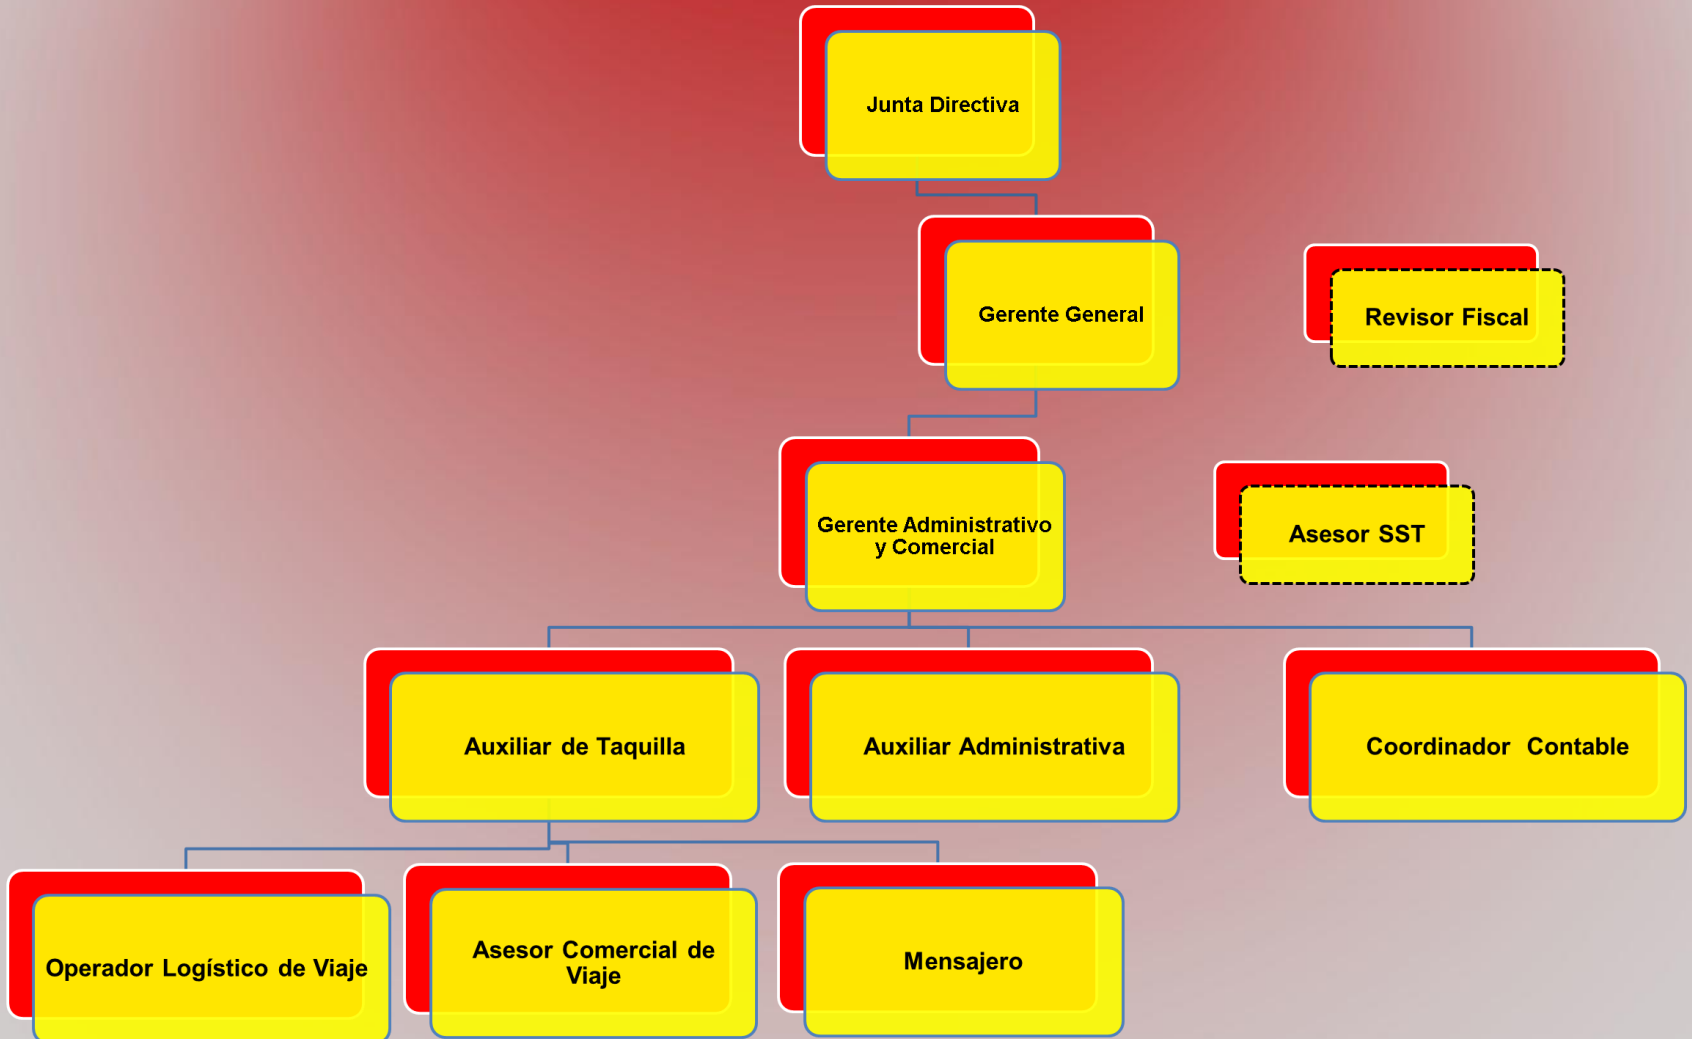 Junta Directiva
Gerente General
Revisor Fiscal
Gerente Administrativo
y Comercial
Asesor SST
Auxiliar de Taquilla
Auxiliar Administrativa
Coordinador Contable
Operador Logístico de Viaje
Asesor Comercial de
Viaje
Mensajero